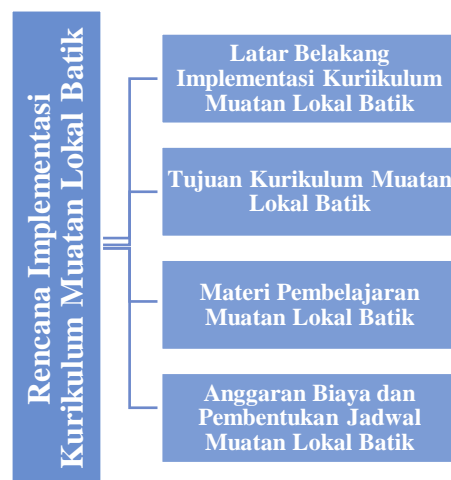 Rencana Implementasi
Kurikulum Muatan Lokal Batik
Latar Belakang
Implementasi Kuriikulum
Muatan Lokal Batik
Tujuan Kurikulum Muatan
Lokal Batik
Materi Pembelajaran
Muatan Lokal Batik
Anggaran Biaya dan
Pembentukan Jadwal
Muatan Lokal Batik